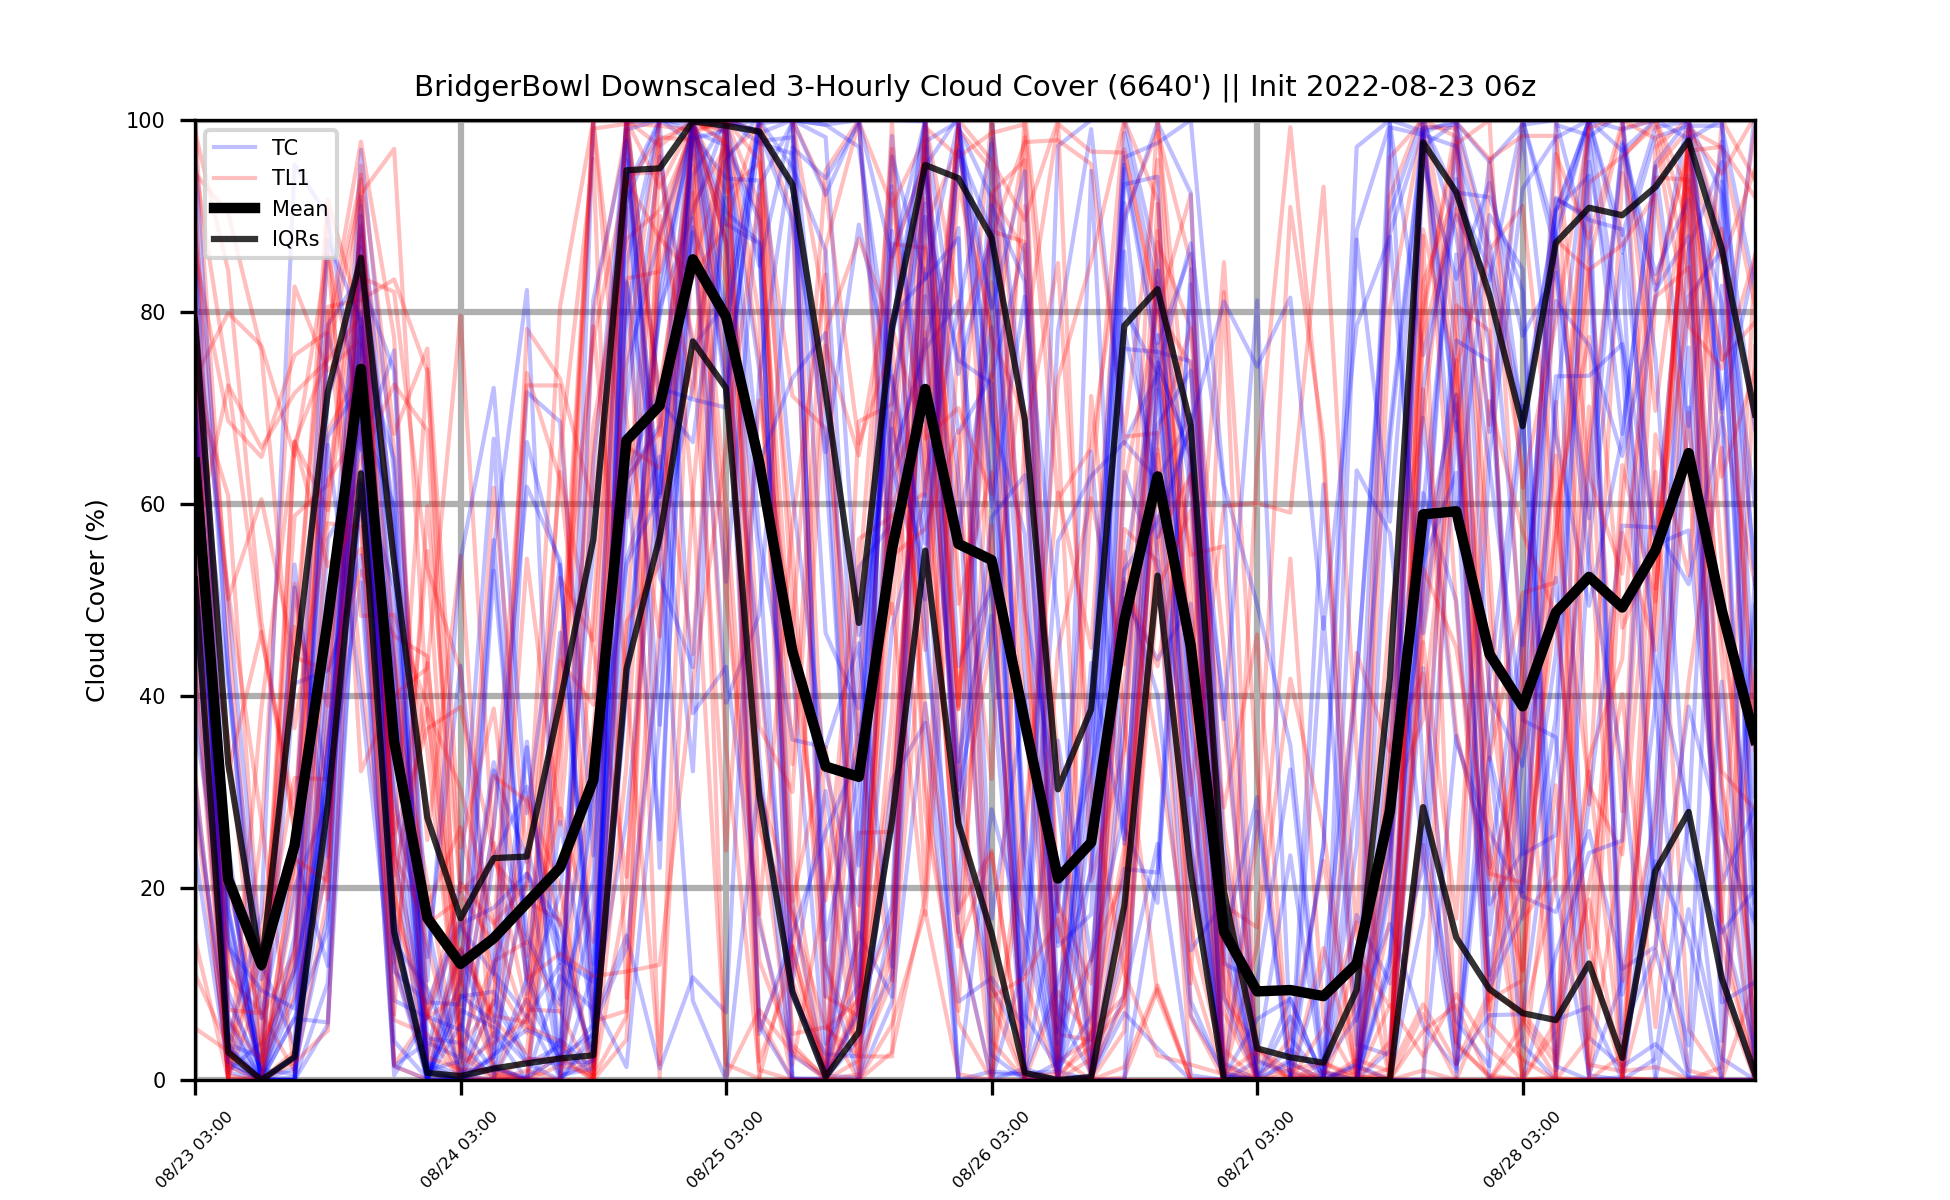 BridgerBowl Downscaled 3-Hourly Cloud Cover (6640') || Init 2022-08-23 06z
TC
TL1
Mean
IQRs
Cloud Cover (%)
100
80
60
40
20
0
08/23 03:00
08/24 03:00
08/25 03:00
08/26 03:00
08/27 03:00
08/28 03:00